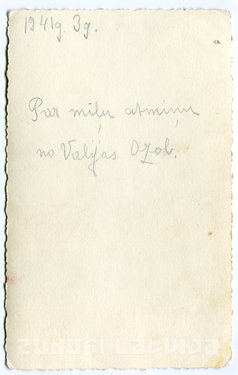 1941g. 3g.
Par mīļu atmiņu
no Valijas Ozol.